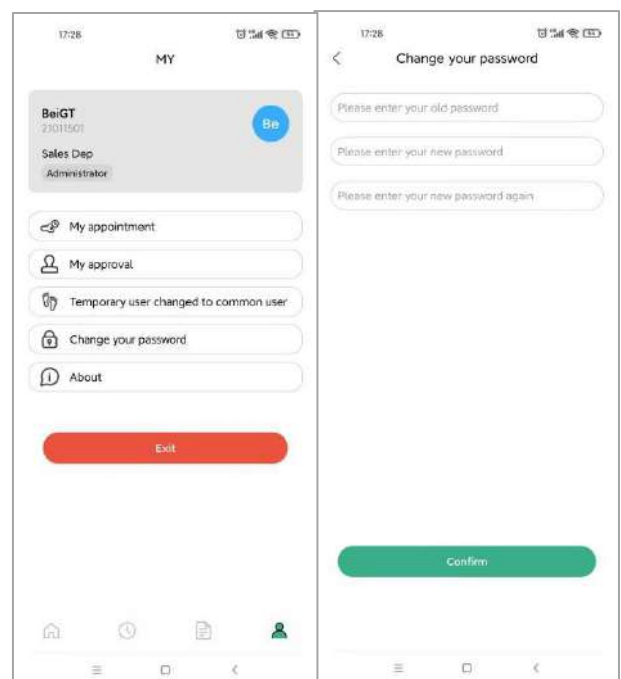 17:28
MY
BeiGT
21011501
Be
Sales Dep
Administrator
My appointment
My approval
Temporary user changed to common user
Change your password
About
Exit
17:28
Change your password
Please enter your old password
Please enter your new password
Please enter your new password again
Confirm